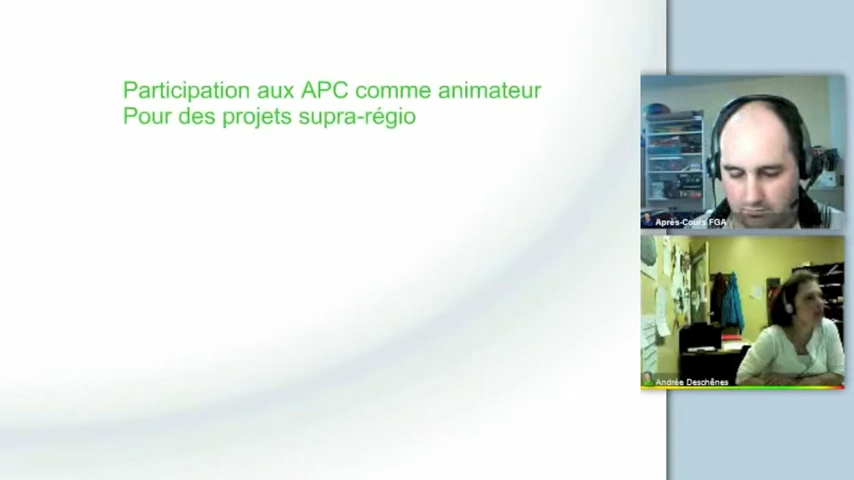 Participation aux APC comme animateur
Pour des projets supra-régio
Après-Cours FGA
Andrée Deschênes